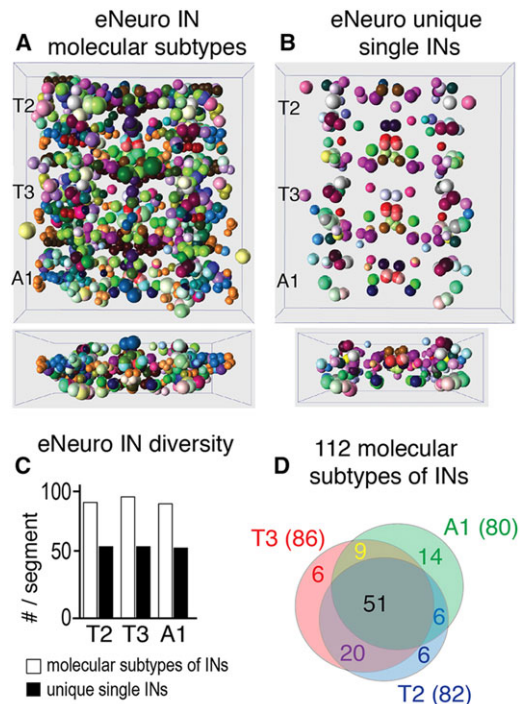 eNeuro IN
molecular subtypes
A
T2
T3
A1
eNeuro unique
single INs
B
T2
T3
A1
eNeuro IN diversity
C
# / segment
100
50
0
T2 T3 A1
molecular subtypes of INs
unique single INs
112 molecular
subtypes of INs
D
T3 (86)
A1 (80)
9
6
14
51
6
20
6
T2 (82)